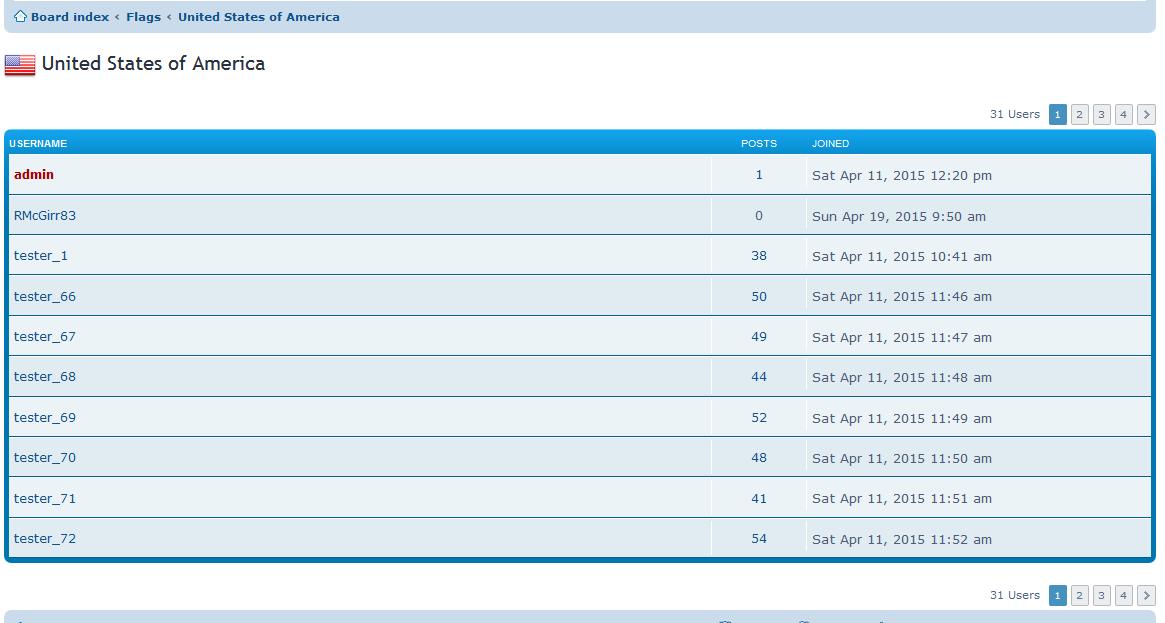 Board index ‹ Flags ‹ United States of America
United States of America
31 Users 1 2 3 4
USERNAME POSTS JOINED
admin 1 Sat Apr 11, 2015 12:20 pm
RMcGirr83 0 Sun Apr 19, 2015 9:50 am
tester_1 38 Sat Apr 11, 2015 10:41 am
tester_66 50 Sat Apr 11, 2015 11:46 am
tester_67 49 Sat Apr 11, 2015 11:47 am
tester_68 44 Sat Apr 11, 2015 11:48 am
tester_69 52 Sat Apr 11, 2015 11:49 am
tester_70 48 Sat Apr 11, 2015 11:50 am
tester_71 41 Sat Apr 11, 2015 11:51 am
tester_72 54 Sat Apr 11, 2015 11:52 am
31 Users 1 2 3 4